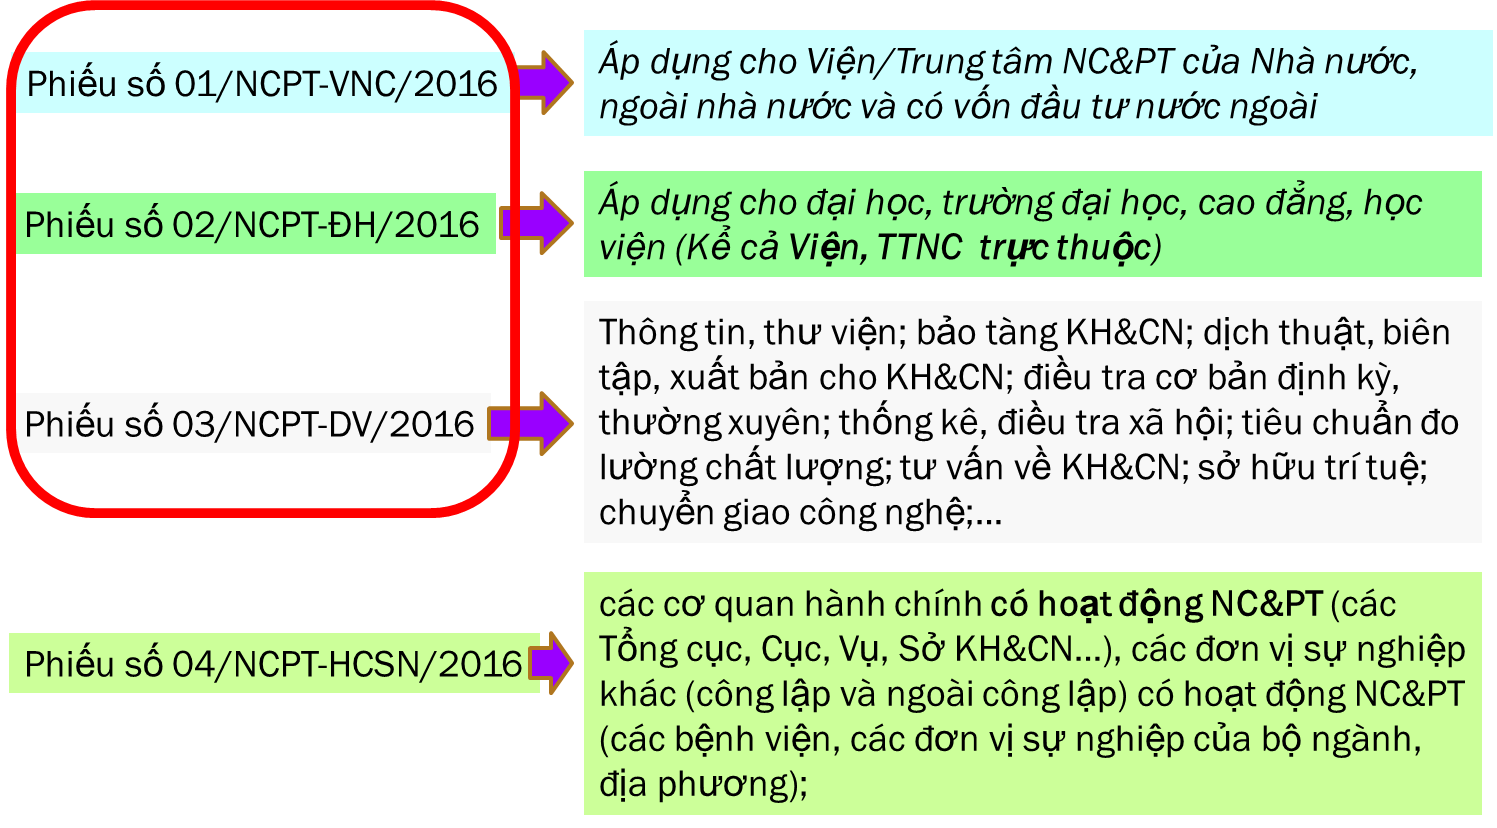 Phiếu số 01/NCPT-VNC/2016
Áp dụng cho Viện/Trung tâm NC&PT của Nhà nước,
ngoài nhà nước và có vốn đầu tư nước ngoài
Phiếu số 02/NCPT-ĐH/2016
Áp dụng cho đại học, trường đại học, cao đẳng, học
viện (Kể cả Viện, TTNC trực thuộc)
Phiếu số 03/NCPT-DV/2016
Thông tin, thư viện; bảo tàng KH&CN; dịch thuật, biên
tập, xuất bản cho KH&CN; điều tra cơ bản định kỳ,
thường xuyên; thống kê, điều tra xã hội; tiêu chuẩn đo
lường chất lượng; tư vấn về KH&CN; sở hữu trí tuệ;
chuyển giao công nghệ;...
Phiếu số 04/NCPT-HCSN/2016
các cơ quan hành chính có hoạt động NC&PT (các
Tổng cục, Cục, Vụ, Sở KH&CN...), các đơn vị sự nghiệp
khác (công lập và ngoài công lập) có hoạt động NC&PT
(các bệnh viện, các đơn vị sự nghiệp của bộ ngành,
địa phương);